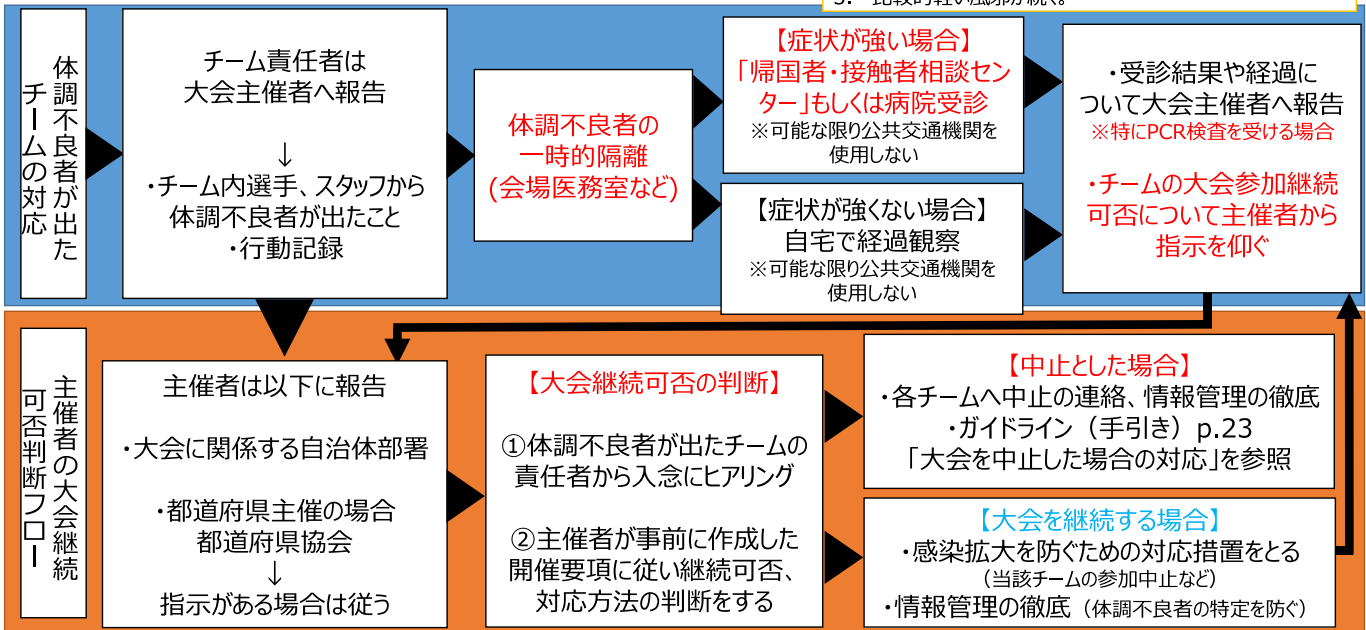 3. 比較的軽い風邪が続く。
体調不良者が出た
チームの対応
チーム責任者は
大会主催者へ報告
↓
・チーム内選手、スタッフから
体調不良者が出たこと
・行動記録
体調不良者の
一時的隔離
(会場医務室など)
【症状が強い場合】
「帰国者・接触者相談セン
ター」もしくは病院受診
※可能な限り公共交通機関を
使用しない
【症状が強くない場合】
自宅で経過観察
※可能な限り公共交通機関を
使用しない
・受診結果や経過に
ついて大会主催者へ報告
※特にPCR検査を受ける場合
・チームの大会参加継続
可否について主催者から
指示を仰ぐ
主催者の大会継続
可否判断フロー
主催者は以下に報告
・大会に関係する自治体部署
・都道府県主催の場合
都道府県協会
↓
指示がある場合は従う
【大会継続可否の判断】
①体調不良者が出たチームの
責任者から入念にヒアリング
②主催者が事前に作成した
開催要項に従い継続可否、
対応方法の判断をする
【中止とした場合】
・各チームへ中止の連絡、情報管理の徹底
・ガイドライン（手引き）p.23
「大会を中止した場合の対応」を参照
【大会を継続する場合】
・感染拡大を防ぐための対応措置をとる
（当該チームの参加中止など）
・情報管理の徹底（体調不良者の特定を防ぐ）